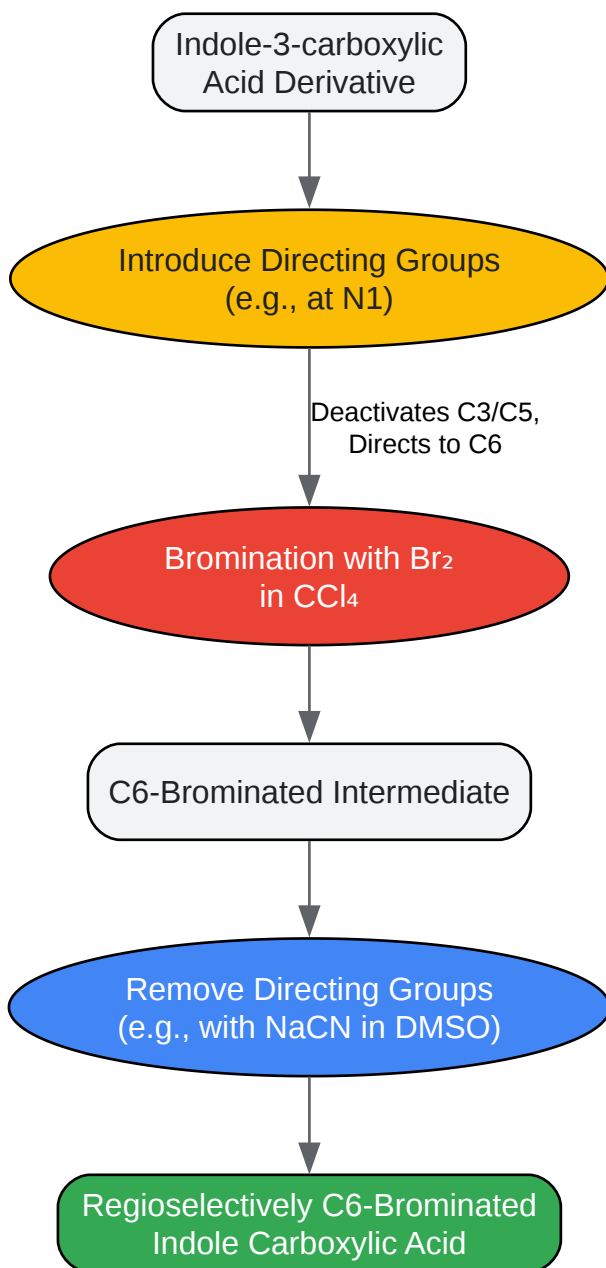 Indole-3-carboxylic
Acid Derivative
Introduce Directing Groups
(e.g., at N1)
Deactivates C3/C5,
Directs to C6
Bromination with Br₂
in CCl₄
C6-Brominated Intermediate
Remove Directing Groups
(e.g., with NaCN in DMSO)
Regioselectively C6-Brominated
Indole Carboxylic Acid